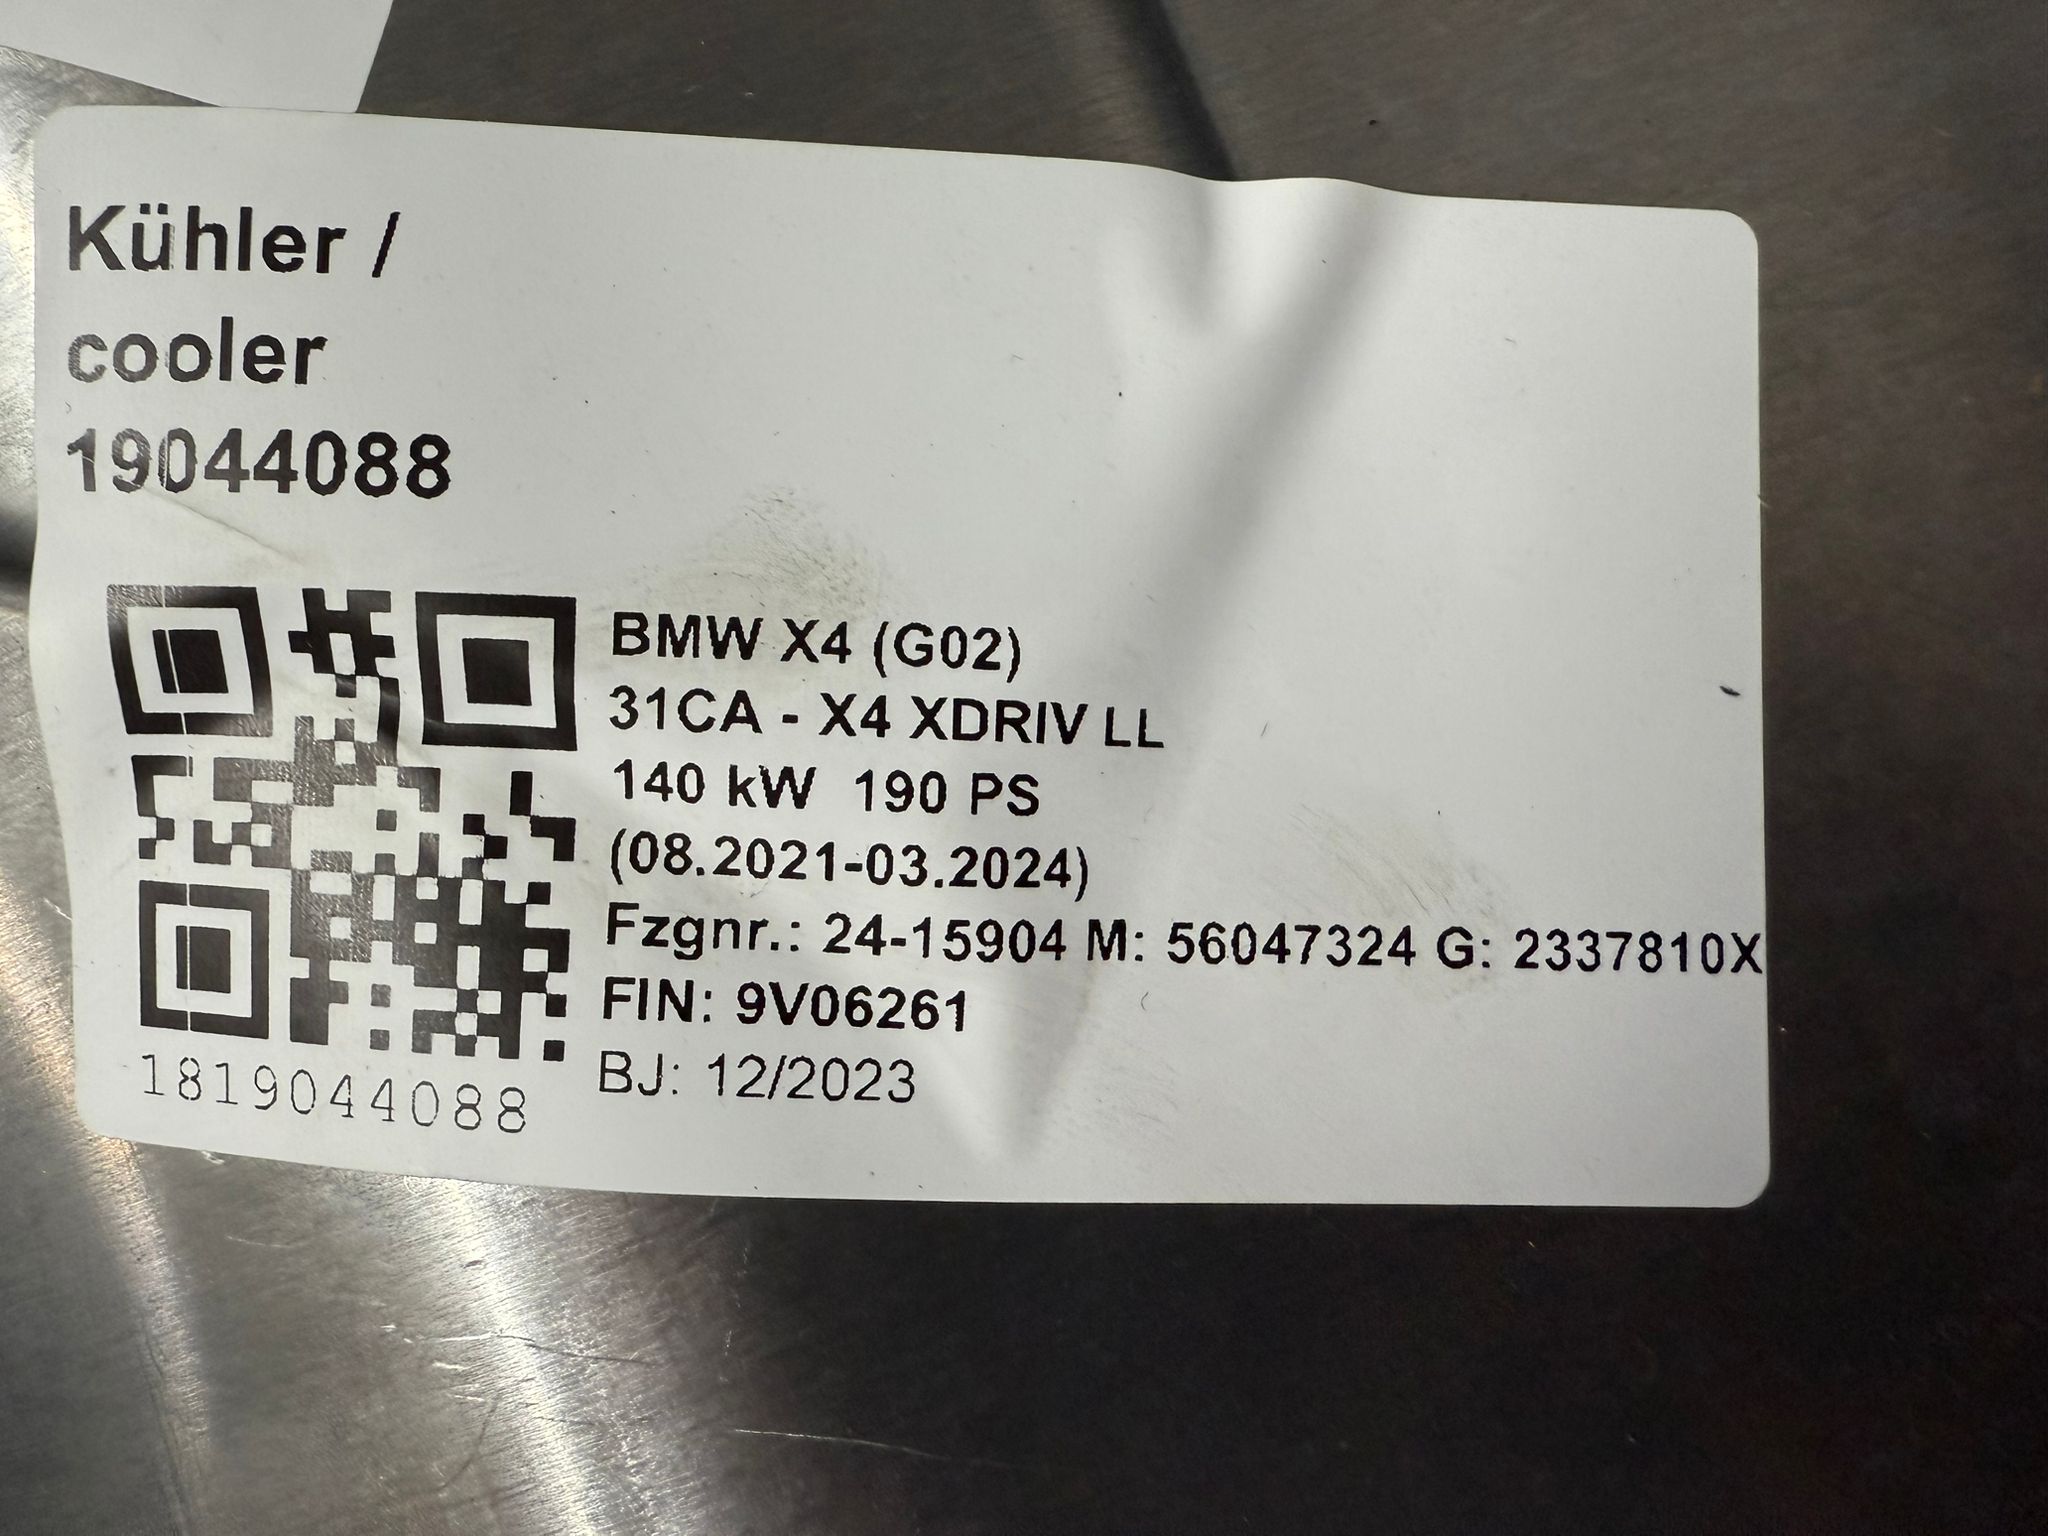 Kühler /
cooler
19044088
BMW X4 (G02)
31CA - X4 XDRIV LL
140 kW 190 PS
(08.2021-03.2024)
Fzgnr.: 24-15904 M: 56047324 G: 2337810X
FIN: 9V06261
BJ: 12/2023
1819044088